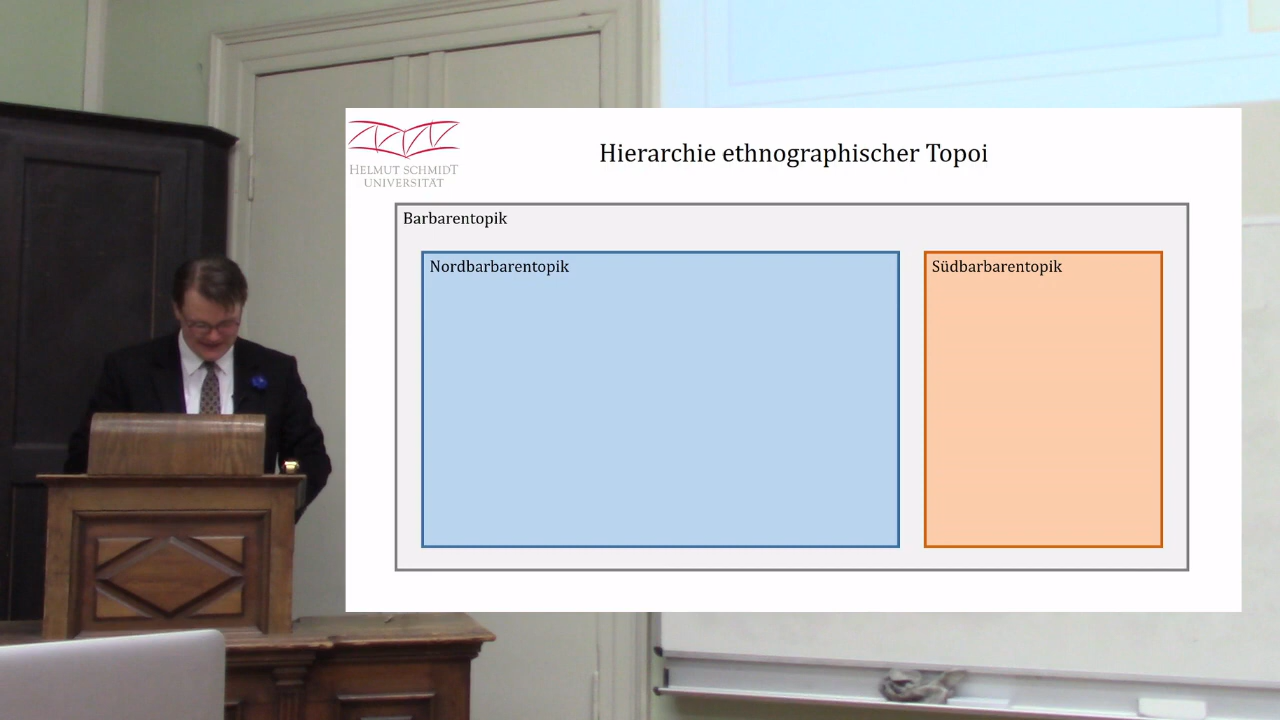 HELMUT SCHMIDT
UNIVERSITÄT
Hierarchie ethnographischer Topoi
Barbarentopik
Nordbarbarentopik
Südbarbarentopik